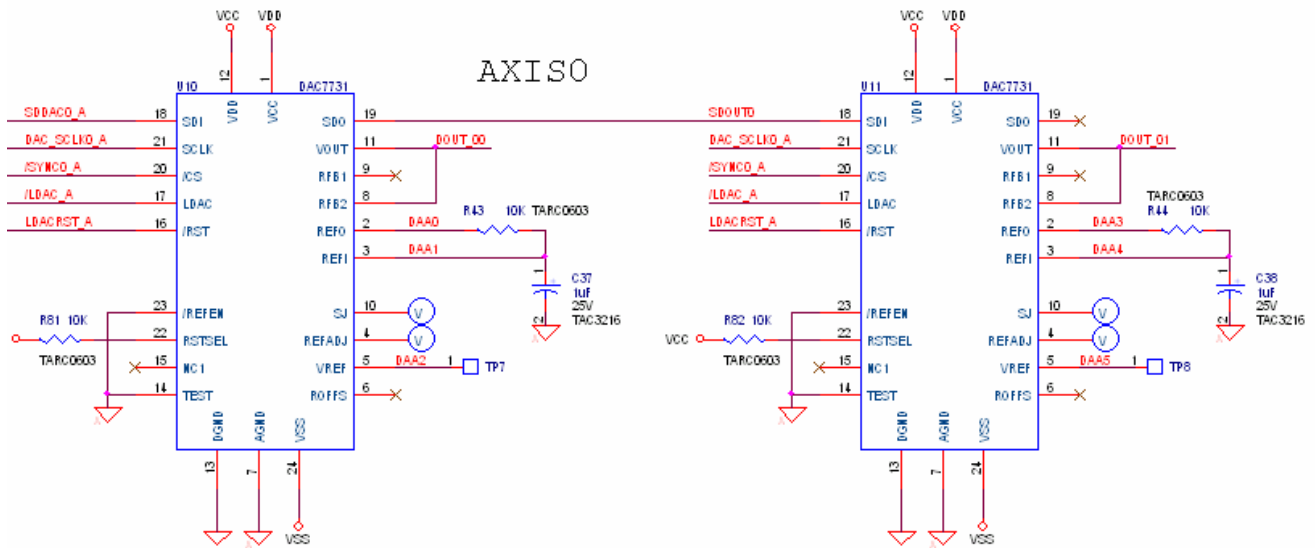 VCC VDD VCC VDD
AXIS0
12 1 12 1
U10 DAC7731 U11 DAC7731
VDD VCC VDD VCC
SDDAC0_A 18 SDI SDO 19 SDOUT0 18 SDI SDO 19
DAC_SCLK0_A 21 SCLK VOUT 11 DOUT_00 DAC_SCLK0_A 21 SCLK VOUT 11 DOUT_01
/SYNC0_A 20 /CS RFB1 9 /SYNC0_A 20 /CS RFB1 9
/LDAC_A 17 LDAC RFB2 8 /LDAC_A 17 LDAC RFB2 8
R43 10K TARC0603 TARC0603
R44 10K
LDACRST_A 16 /RST REFO 2 DAA0 LDACRST_A 16 /RST REFO 2 DAA3
REFI 3 DAA1 REFI 3 DAA4
1 C37 1 C38
1uf 1uf
25V 25V
2 TAC3216 2 TAC3216
23 /REFEN SJ 10 V 23 /REFEN SJ 10 V
R81 10K R82 10K
22 RSTSEL REFADJ 4 V VCC 22 RSTSEL REFADJ 4 V
TARC0603 TARC0603
15 NC1 VREF 5 DAA2 1 TP7 15 NC1 VREF 5 DAA5 1 TP8
14 TEST ROFFS 6 14 TEST ROFFS 6
A A
DGND AGND VSS DGND AGND VSS
13 7 24 13 7 24
A VSS A VSS